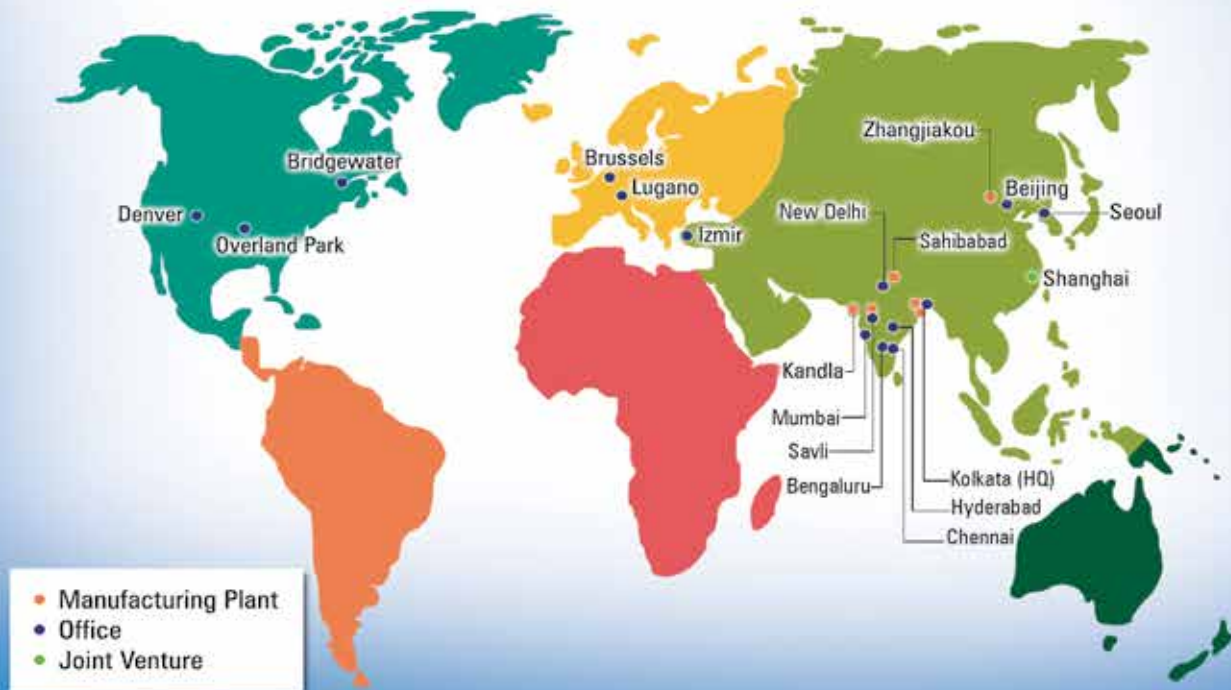 Zhangjiakou
Bridgewater
Brussels
Beijing
Lugano
Denver
New Delhi
Seoul
Izmir
Overland Park
Sahibabad
Shanghai
Kandla
Mumbai
Savli
Kolkata (HQ)
Bengaluru
Hyderabad
Chennai
Manufacturing Plant
Office
Joint Venture